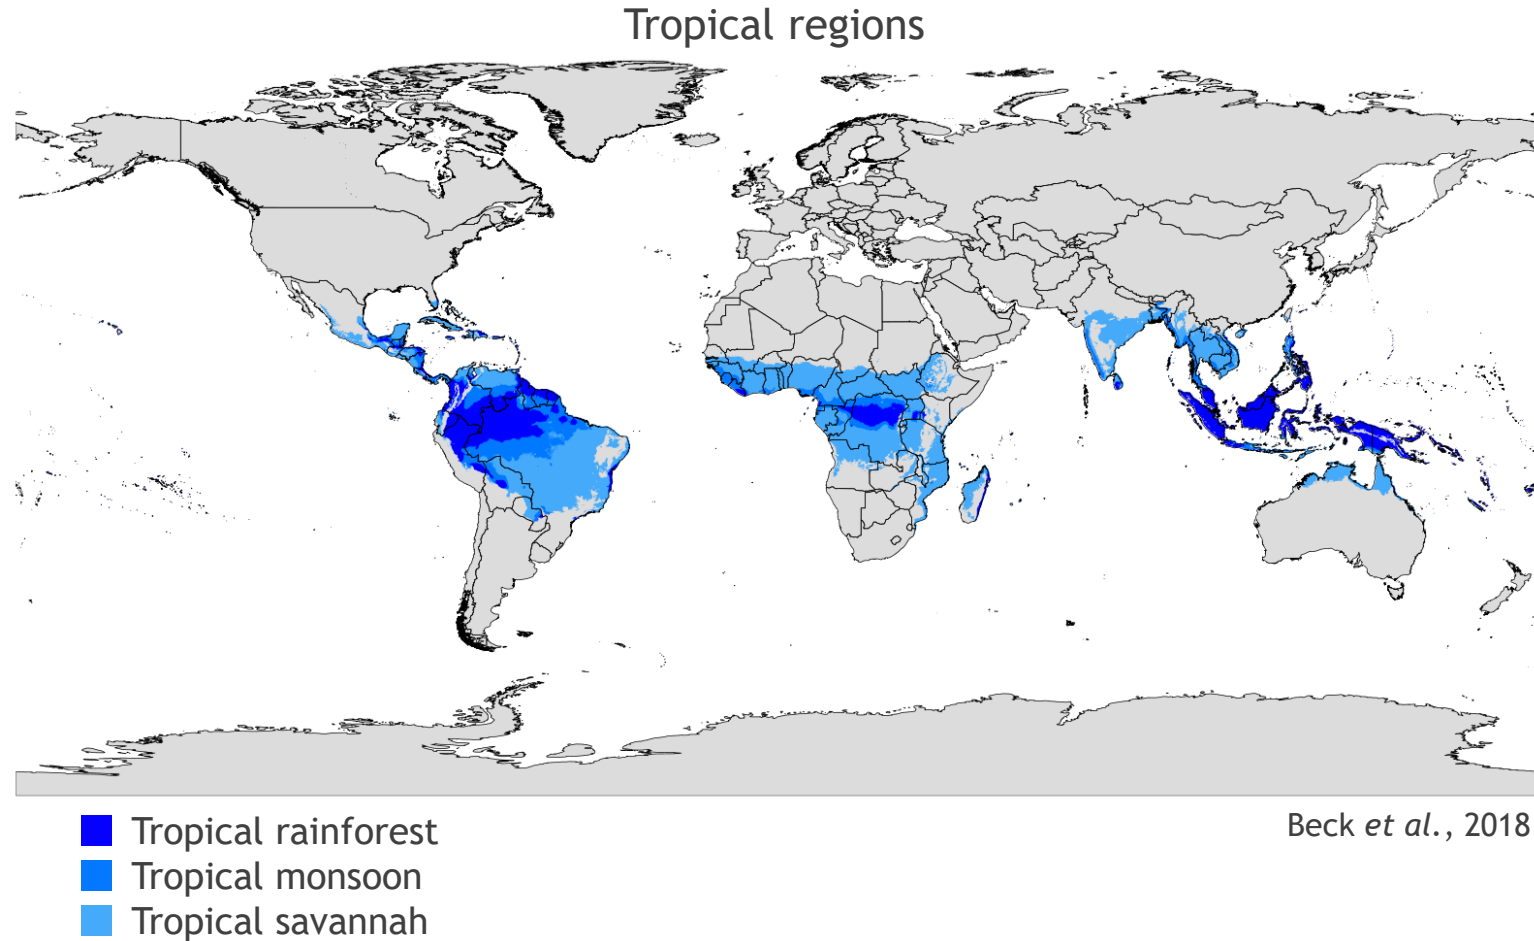 Tropical regions
Tropical rainforest
Tropical monsoon
Tropical savannah
Beck et al., 2018